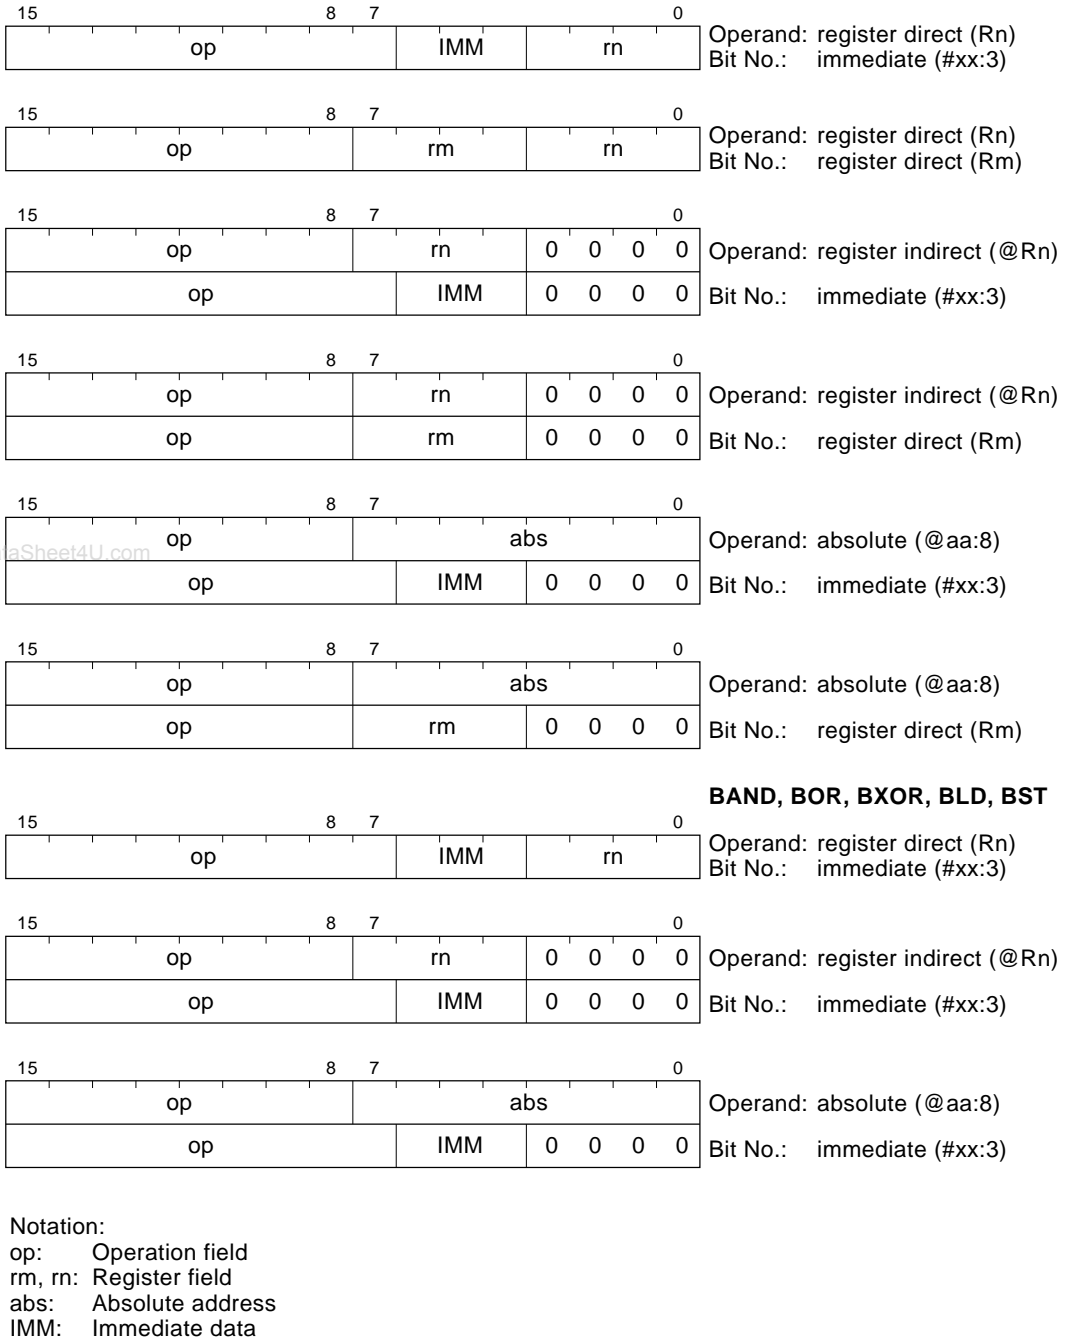 15 8 7 0
op IMM rn
Operand: register direct (Rn)
Bit No.: immediate (#xx:3)
15 8 7 0
op rm rn
Operand: register direct (Rn)
Bit No.: register direct (Rm)
15 8 7 0
op rn 0 0 0 0 Operand: register indirect (@Rn)
op IMM 0 0 0 0 Bit No.: immediate (#xx:3)
15 8 7 0
op rn 0 0 0 0 Operand: register indirect (@Rn)
op rm 0 0 0 0 Bit No.: register direct (Rm)
15 8 7 0
op abs Operand: absolute (@aa:8)
taSheet4U.com
op IMM 0 0 0 0 Bit No.: immediate (#xx:3)
15 8 7 0
op abs Operand: absolute (@aa:8)
op rm 0 0 0 0 Bit No.: register direct (Rm)
BAND, BOR, BXOR, BLD, BST
15 8 7 0
op IMM rn
Operand: register direct (Rn)
Bit No.: immediate (#xx:3)
15 8 7 0
op rn 0 0 0 0 Operand: register indirect (@Rn)
op IMM 0 0 0 0 Bit No.: immediate (#xx:3)
15 8 7 0
op abs Operand: absolute (@aa:8)
op IMM 0 0 0 0 Bit No.: immediate (#xx:3)
Notation:
op: Operation field
rm, rn: Register field
abs: Absolute address
IMM: Immediate data